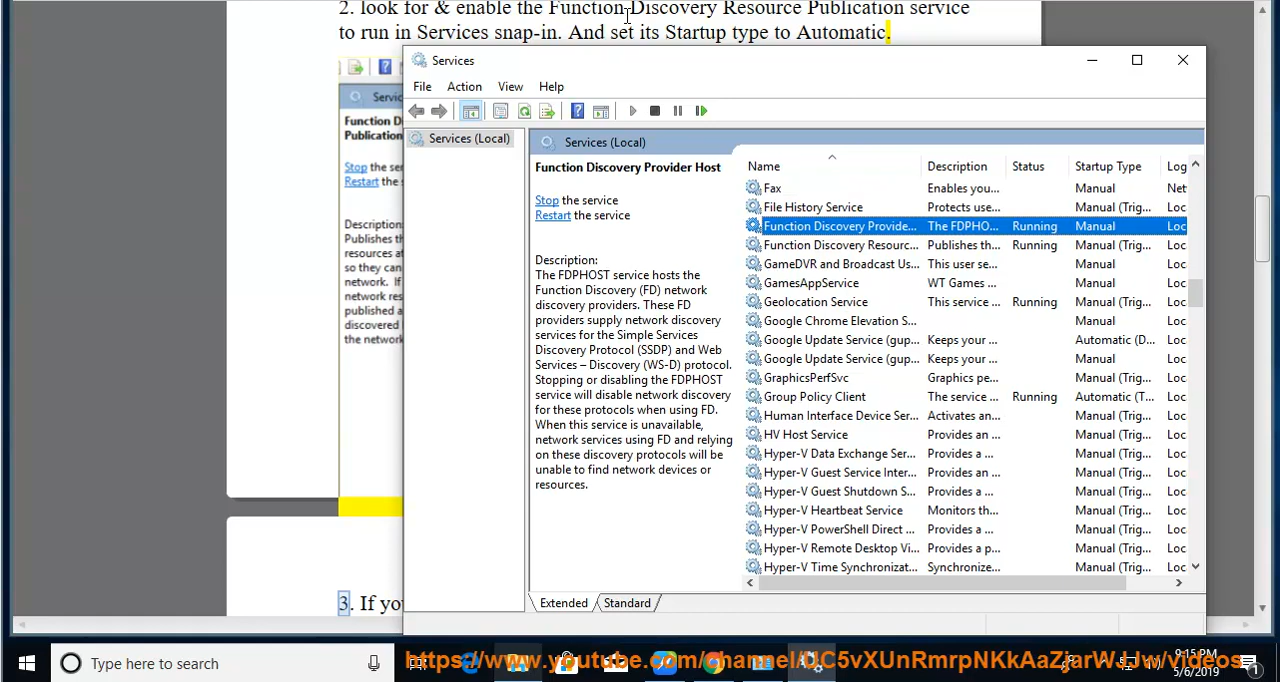 2. look for & enable the Function Discovery Resource Publication service
to run in Services snap-in. And set its Startup type to Automatic.
Services
File Action View Help
Services (Local)
Services (Local)
Servic
Function D
Publication
Stop the ser
Restart the s
Description:
Publishes th
resources at
so they can
network. If
network res
published a
discovered
the network
Function Discovery Provider Host
Stop the service
Restart the service
Description:
The FDPHOST service hosts the
Function Discovery (FD) network
discovery providers. These FD
providers supply network discovery
services for the Simple Services
Discovery Protocol (SSDP) and Web
Services – Discovery (WS-D) protocol.
Stopping or disabling the FDPHOST
service will disable network discovery
for these protocols when using FD.
When this service is unavailable,
network services using FD and relying
on these discovery protocols will be
unable to find network devices or
resources.
Name Description Status Startup Type Log
Fax Enables you... Manual Net
File History Service Protects use... Manual (Trig... Loc
Function Discovery Provide... The FDPHO... Running Manual Loc
Function Discovery Resourc... Publishes th... Running Manual (Trig... Loc
GameDVR and Broadcast Us... This user se... Manual Loc
GamesAppService WT Games ... Manual Loc
Geolocation Service This service ... Running Manual (Trig... Loc
Google Chrome Elevation S... Manual Loc
Google Update Service (gup... Keeps your ... Automatic (D... Loc
Google Update Service (gup... Keeps your ... Manual Loc
GraphicsPerfSvc Graphics pe... Manual (Trig... Loc
Group Policy Client The service ... Running Automatic (T... Loc
Human Interface Device Ser... Activates an... Manual (Trig... Loc
HV Host Service Provides an ... Manual (Trig... Loc
Hyper-V Data Exchange Ser... Provides a ... Manual (Trig... Loc
Hyper-V Guest Service Inter... Provides an ... Manual (Trig... Loc
Hyper-V Guest Shutdown S... Provides a ... Manual (Trig... Loc
Hyper-V Heartbeat Service Monitors th... Manual (Trig... Loc
Hyper-V PowerShell Direct ... Provides a ... Manual (Trig... Loc
Hyper-V Remote Desktop Vi... Provides a p... Manual (Trig... Loc
Hyper-V Time Synchronizat... Synchronize... Manual (Trig... Loc
Extended Standard
3. If yo
Type here to search
9:15 PM
5/6/2019
1